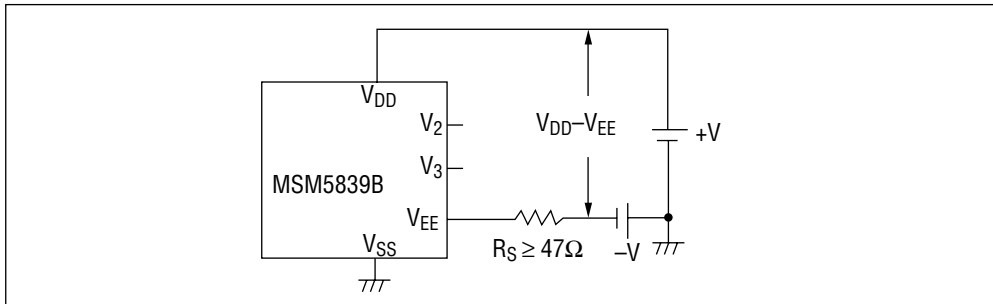 V_DD
V_2
V_DD–V_EE
+V
V_3
MSM5839B
V_EE
V_SS
R_S ≥ 47Ω
–V